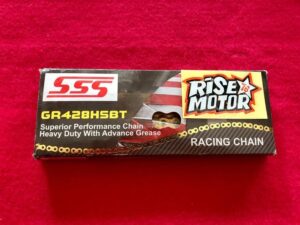 SSS
RISE
MOTOR
GR428HSBT
Superior Performance Chain
Heavy Duty With Advance Grease
RACING CHAIN